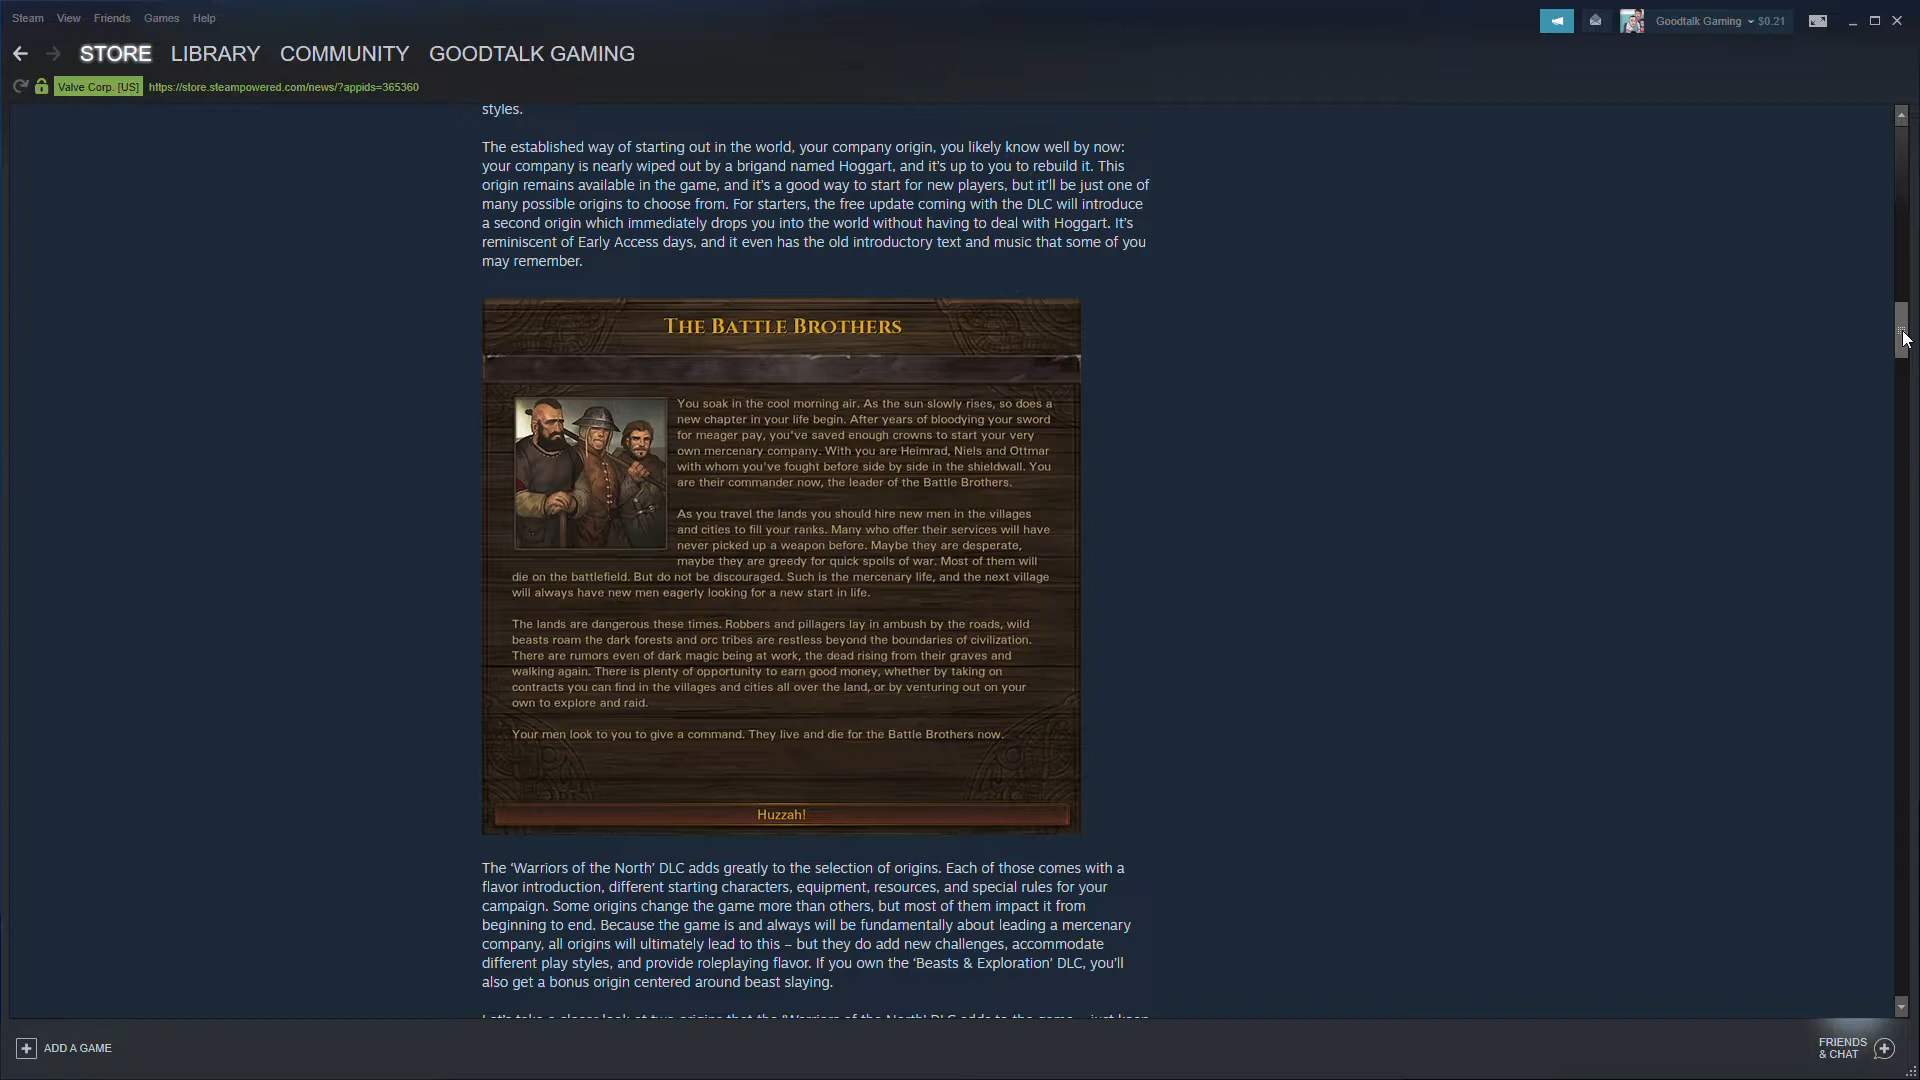 Steam View Friends Games Help
Goodtalk Gaming $0.21
STORE LIBRARY COMMUNITY GOODTALK GAMING
Valve Corp. [US] https://store.steampowered.com/news/?appids=365360
styles.
The established way of starting out in the world, your company origin, you likely know well by now:
your company is nearly wiped out by a brigand named Hoggart, and it's up to you to rebuild it. This
origin remains available in the game, and it's a good way to start for new players, but it'll be just one of
many possible origins to choose from. For starters, the free update coming with the DLC will introduce
a second origin which immediately drops you into the world without having to deal with Hoggart. It's
reminiscent of Early Access days, and it even has the old introductory text and music that some of you
may remember.
THE BATTLE BROTHERS
You soak in the cool morning air. As the sun slowly rises, so does a
new chapter in your life begin. After years of bloodying your sword
for meager pay, you've saved enough crowns to start your very
own mercenary company. With you are Heimrad, Niels and Ottmar
with whom you've fought before side by side in the shieldwall. You
are their commander now, the leader of the Battle Brothers.
As you travel the lands you should hire new men in the villages
and cities to fill your ranks. Many who offer their services will have
never picked up a weapon before. Maybe they are desperate,
maybe they are greedy for quick spoils of war. Most of them will
die on the battlefield. But do not be discouraged. Such is the mercenary life, and the next village
will always have new men eagerly looking for a new start in life.
The lands are dangerous these times. Robbers and pillagers lay in ambush by the roads, wild
beasts roam the dark forests and orc tribes are restless beyond the boundaries of civilization.
There are rumors even of dark magic being at work, the dead rising from their graves and
walking again. There is plenty of opportunity to earn good money, whether by taking on
contracts you can find in the villages and cities all over the land, or by venturing out on your
own to explore and raid.
Your men look to you to give a command. They live and die for the Battle Brothers now.
Huzzah!
The 'Warriors of the North' DLC adds greatly to the selection of origins. Each of those comes with a
flavor introduction, different starting characters, equipment, resources, and special rules for your
campaign. Some origins change the game more than others, but most of them impact it from
beginning to end. Because the game is and always will be fundamentally about leading a mercenary
company, all origins will ultimately lead to this – but they do add new challenges, accommodate
different play styles, and provide roleplaying flavor. If you own the 'Beasts & Exploration' DLC, you'll
also get a bonus origin centered around beast slaying.
Let's take a closer look at two origins that the 'Warriors of the North' DLC adds to the game – just keep
ADD A GAME
FRIENDS
& CHAT